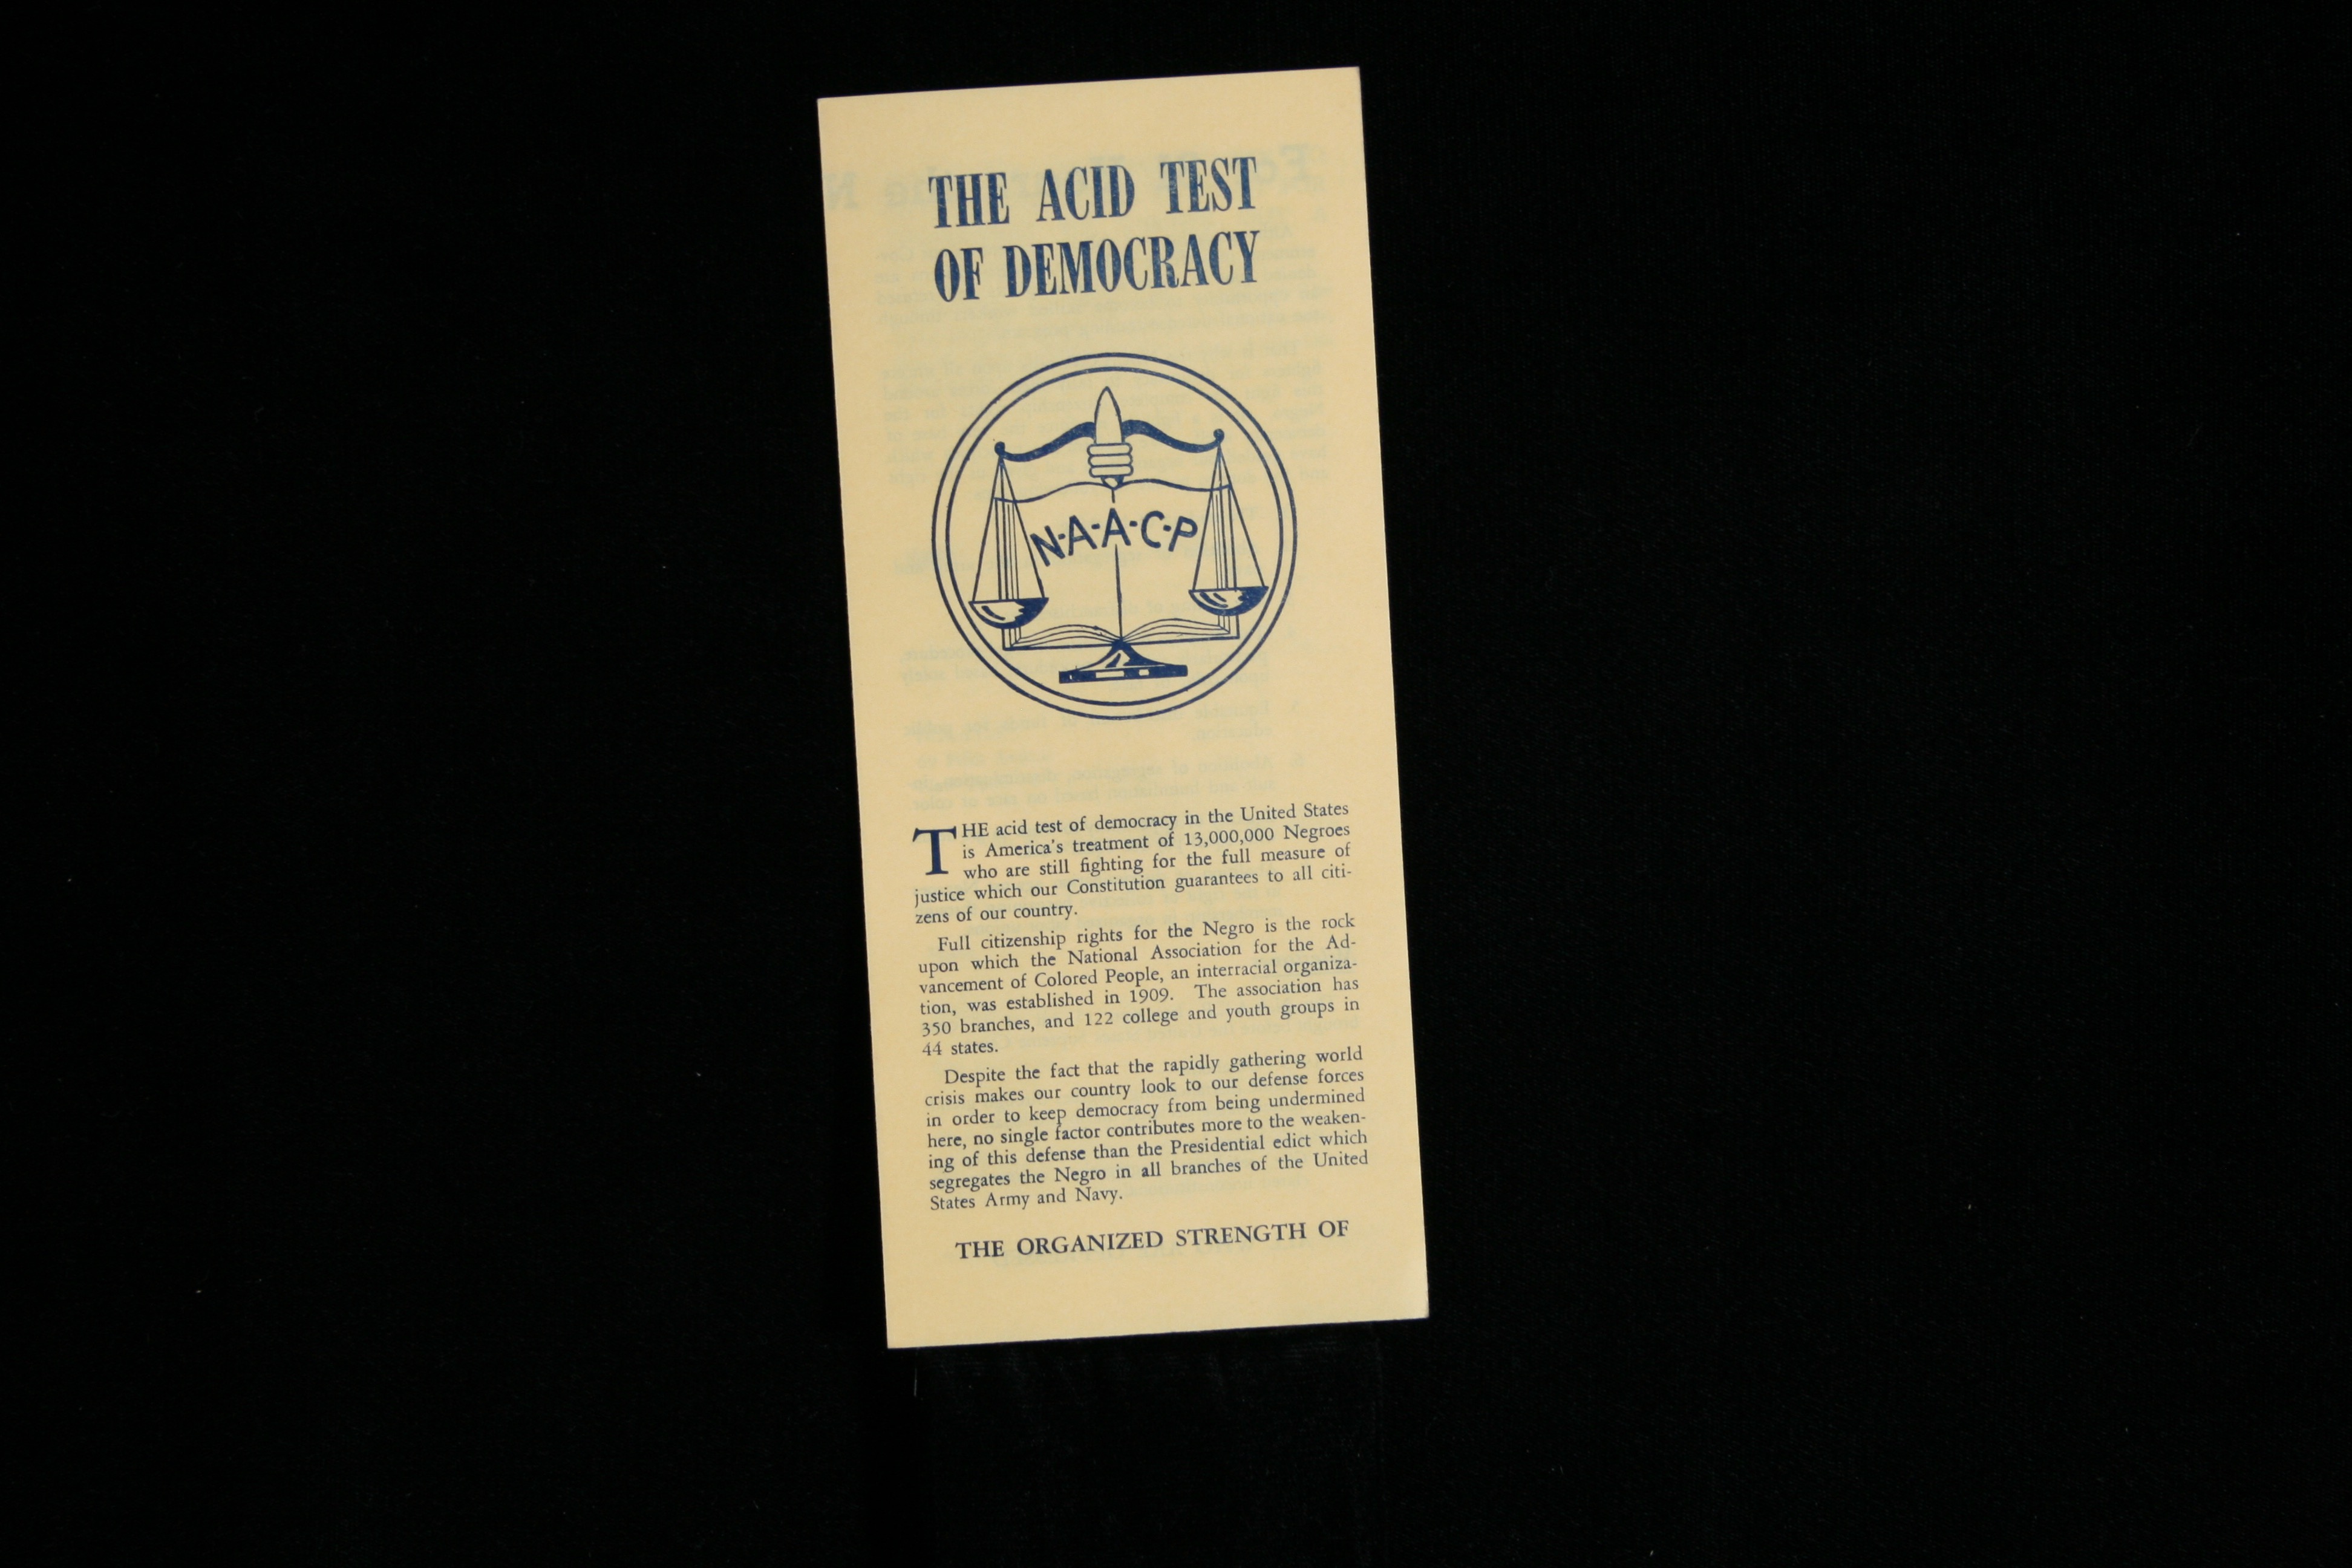 THE ACID TEST
OF DEMOCRACY
N·A·A·C·P
THE acid test of democracy in the United States
is America's treatment of 13,000,000 Negroes
who are still fighting for the full measure of
justice which our Constitution guarantees to all citi-
zens of our country.
Full citizenship rights for the Negro is the rock
upon which the National Association for the Ad-
vancement of Colored People, an interracial organiza-
tion, was established in 1909. The association has
350 branches, and 122 college and youth groups in
44 states.
Despite the fact that the rapidly gathering world
crisis makes our country look to our defense forces
in order to keep democracy from being undermined
here, no single factor contributes more to the weaken-
ing of this defense than the Presidential edict which
segregates the Negro in all branches of the United
States Army and Navy.
THE ORGANIZED STRENGTH OF